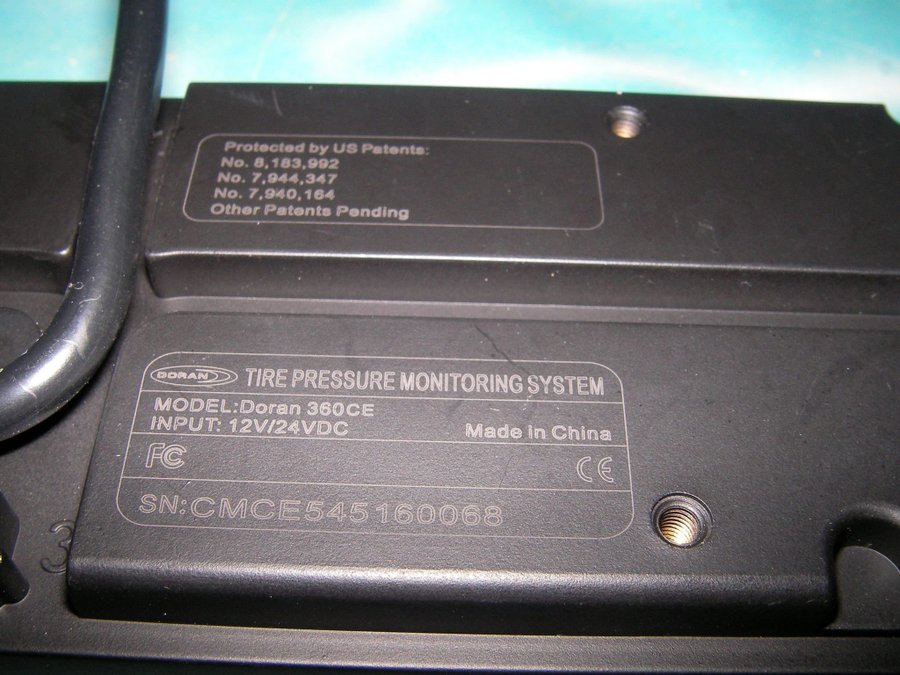 Protected by US Patents:
No. 8,183,992
No. 7,944,347
No. 7,940,164
Other Patents Pending
DORAN TIRE PRESSURE MONITORING SYSTEM
MODEL:Doran 360CE
INPUT: 12V/24VDC Made in China
FC CE
SN:CMCE545160068
3